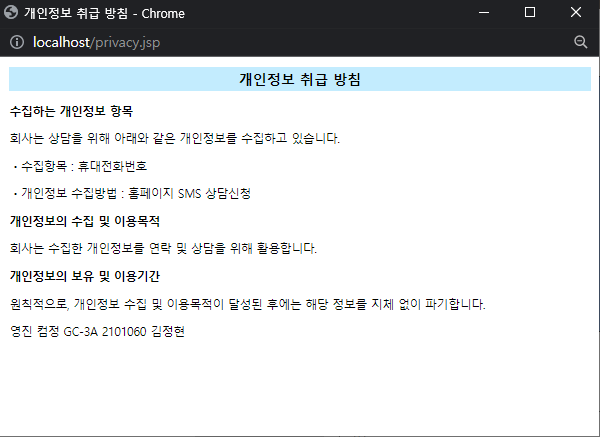 개인정보 취급 방침 - Chrome
localhost/privacy.jsp
개인정보 취급 방침
수집하는 개인정보 항목
회사는 상담을 위해 아래와 같은 개인정보를 수집하고 있습니다.
・수집항목 : 휴대전화번호
・개인정보 수집방법 : 홈페이지 SMS 상담신청
개인정보의 수집 및 이용목적
회사는 수집한 개인정보를 연락 및 상담을 위해 활용합니다.
개인정보의 보유 및 이용기간
원칙적으로, 개인정보 수집 및 이용목적이 달성된 후에는 해당 정보를 지체 없이 파기합니다.
영진 컴정 GC-3A 2101060 김정현